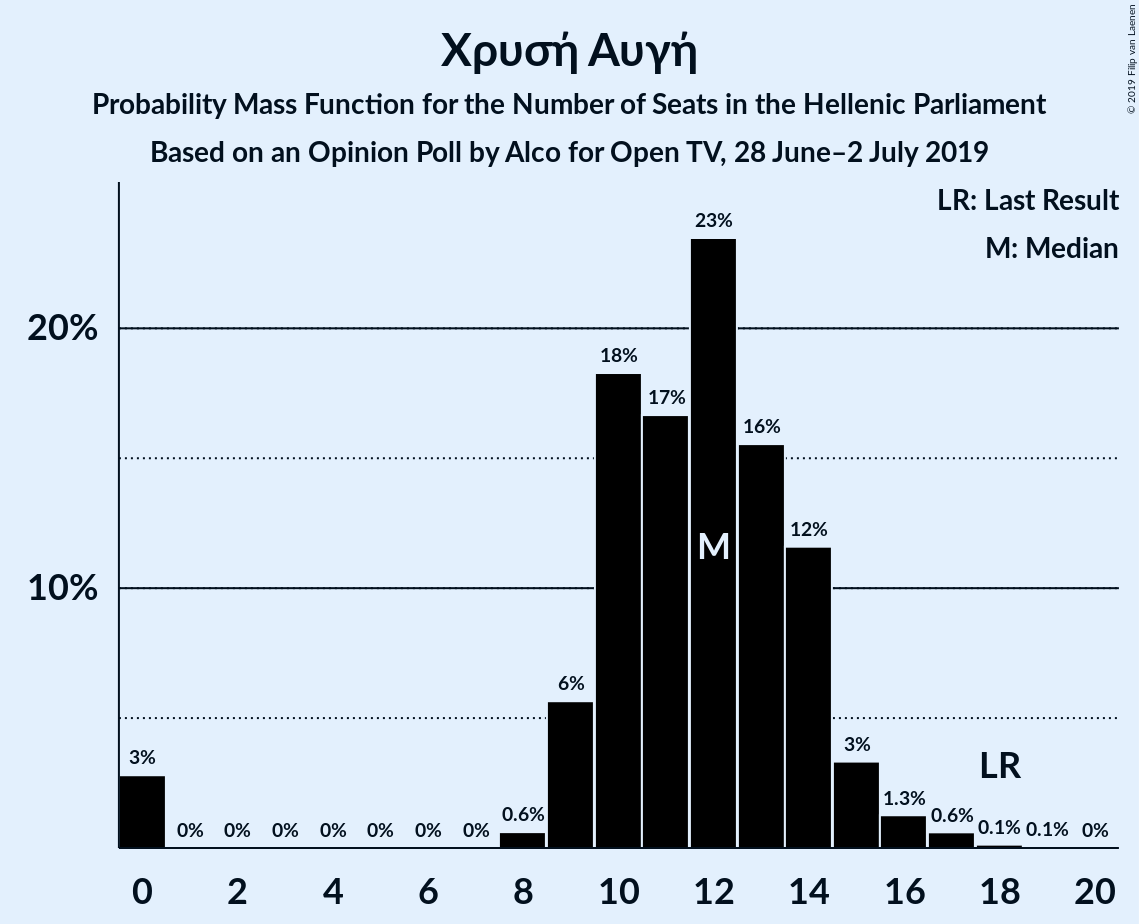 Χρυσή Αυγή
Probability Mass Function for the Number of Seats in the Hellenic Parliament
Based on an Opinion Poll by Alco for Open TV, 28 June–2 July 2019
© 2019 Filip van Laenen
LR: Last Result
M: Median
23%
20%
18%
17%
16%
M
12%
10%
6%
3%
3%
LR
1.3%
0% 0% 0% 0% 0% 0% 0% 0.6% 0.6% 0.1% 0.1% 0%
0 2 4 6 8 10 12 14 16 18 20